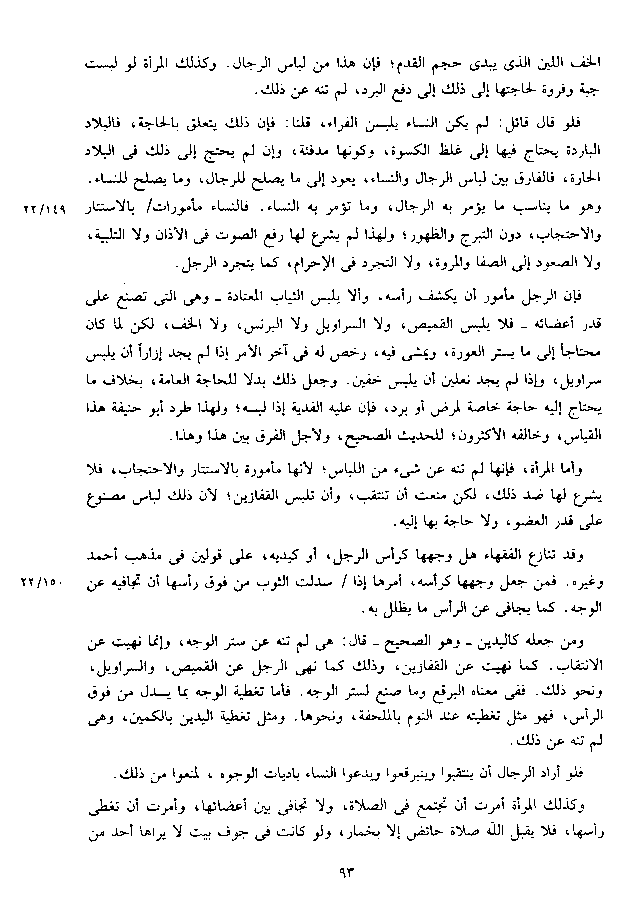 الخف اللين الذى يبدى حجم القدم؛ فإن هذا من لباس الرجال. وكذلك المرأة لو لبست
جبة وفروة لحاجتها إلى ذلك إلى دفع البرد، لم تنه عن ذلك.
فلو قال قائل: لم يكن النساء يلبسن الفراء، قلنا: فإن ذلك يتعلق بالحاجة، فالبلاد
الباردة يحتاج فيها إلى غلظ الكسوة، وكونها مدفئة، وإن لم يحتج إلى ذلك فى البلاد
الحارة، فالفارق بين لباس الرجال والنساء، يعود إلى ما يصلح للرجال، وما يصلح للنساء.
وهو ما يناسب ما يؤمر به الرجال، وما تؤمر به النساء. فالنساء مأمورات/ بالاستتار ٢٢/١٤٩
والاحتجاب، دون التبرج والظهور؛ ولهذا لم يشرع لها رفع الصوت فى الأذان ولا التلبية،
ولا الصعود إلى الصفا والمروة، ولا التجرد فى الإحرام، كما يتجرد الرجل.
فإن الرجل مأمور أن يكشف رأسه، وألا يلبس الثياب المعتادة ـ وهى التى تصنع على
قدر أعضائه ـ فلا يلبس القميص، ولا السراويل ولا البرنس، ولا الخف، لكن لما كان
محتاجاً إلى ما يستر العورة، ويمشى فيه، رخص له فى آخر الأمر إذا لم يجد إزاراً أن يلبس
سراويل، وإذا لم يجد نعلين أن يلبس خفين. وجعل ذلك بدلا للحاجة العامة، بخلاف ما
يحتاج إليه حاجة خاصة لمرض أو برد، فإن عليه الفدية إذا لبسه؛ ولهذا طرد أبو حنيفة هذا
القياس، وخالفه الأكثرون؛ للحديث الصحيح، ولأجل الفرق بين هذا وهذا.
وأما المرأة، فإنها لم تنه عن شىء من اللباس؛ لأنها مأمورة بالاستتار والاحتجاب، فلا
يشرع لها ضد ذلك، لكن منعت أن تنتقب، وأن تلبس القفازين؛ لأن ذلك لباس مصنوع
على قدر العضو، ولا حاجة بها إليه.
وقد تنازع الفقهاء هل وجهها كرأس الرجل، أو كيديه، على قولين فى مذهب أحمد
وغيره. فمن جعل وجهها كرأسه، أمرها إذا / سدلت الثوب من فوق رأسها أن تجافيه عن ٢٢/١٥٠
الوجه. كما يجافى عن الرأس ما يظلل به.
ومن جعله كاليدين ـ وهو الصحيح ـ قال: هى لم تنه عن ستر الوجه، وإنما نهيت عن
الانتقاب. كما نهيت عن القفازين، وذلك كما نهى الرجل عن القميص، والسراويل،
ونحو ذلك. ففى معناه البرقع وما صنع لستر الوجه. فأما تغطية الوجه بما يسدل من فوق
الرأس، فهو مثل تغطيته عند النوم بالملحفة، ونحوها. ومثل تغطية اليدين بالكمين، وهى
لم تنه عن ذلك.
فلو أراد الرجال أن ينتقبوا ويتبرقعوا ويدعوا النساء باديات الوجوه ، لمنعوا من ذلك.
وكذلك المرأة أمرت أن تجتمع فى الصلاة، ولا تجافى بين أعضائها، وأمرت أن تغطى
رأسها، فلا يقبل الله صلاة حائض إلا بخمار، ولو كانت فى جوف بيت لا يراها أحد من
٩٣